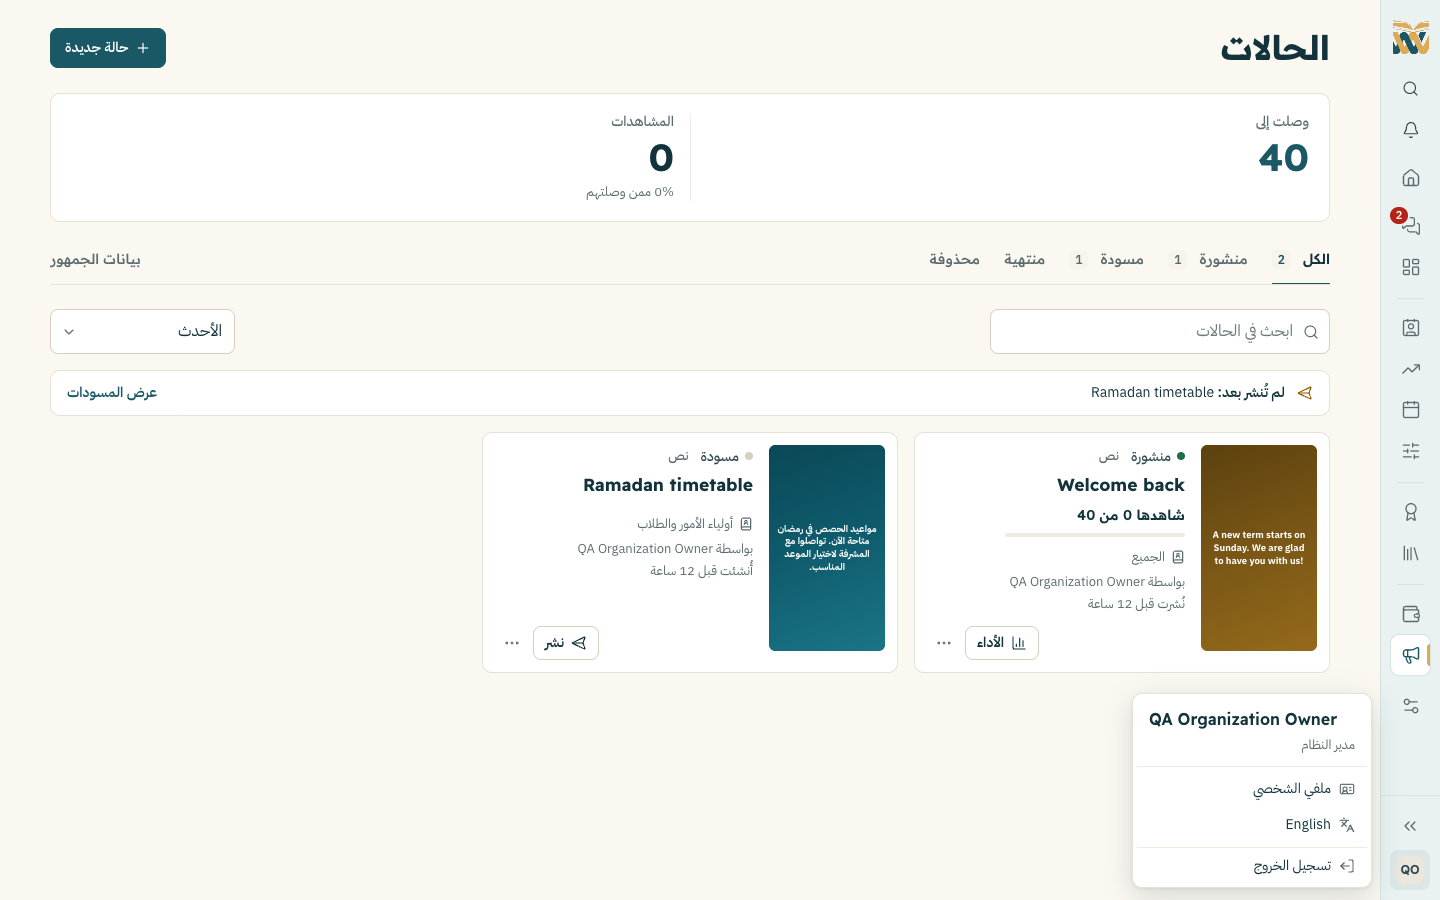 الحالات
حالة جديدة
وصلت إلى
40
المشاهدات
0
0% ممن وصلتهم
الكل 2
منشورة 1
مسودة 1
منتهية
محذوفة
بيانات الجمهور
ابحث في الحالات
الأحدث
لم تُنشر بعد: Ramadan timetable
عرض المسودات
A new term starts on
Sunday. We are glad
to have you with us!
منشورة نص
Welcome back
شاهدها 0 من 40
الجميع
بواسطة QA Organization Owner
نُشرت قبل 12 ساعة
الأداء
مواعيد الحصص في رمضان
متاحة الآن. تواصلوا مع
المشرفة لاختيار الموعد
المناسب.
مسودة نص
Ramadan timetable
أولياء الأمور والطلاب
بواسطة QA Organization Owner
أُنشئت قبل 12 ساعة
نشر
2
QA Organization Owner
مدير النظام
ملفي الشخصي
English
تسجيل الخروج
QO